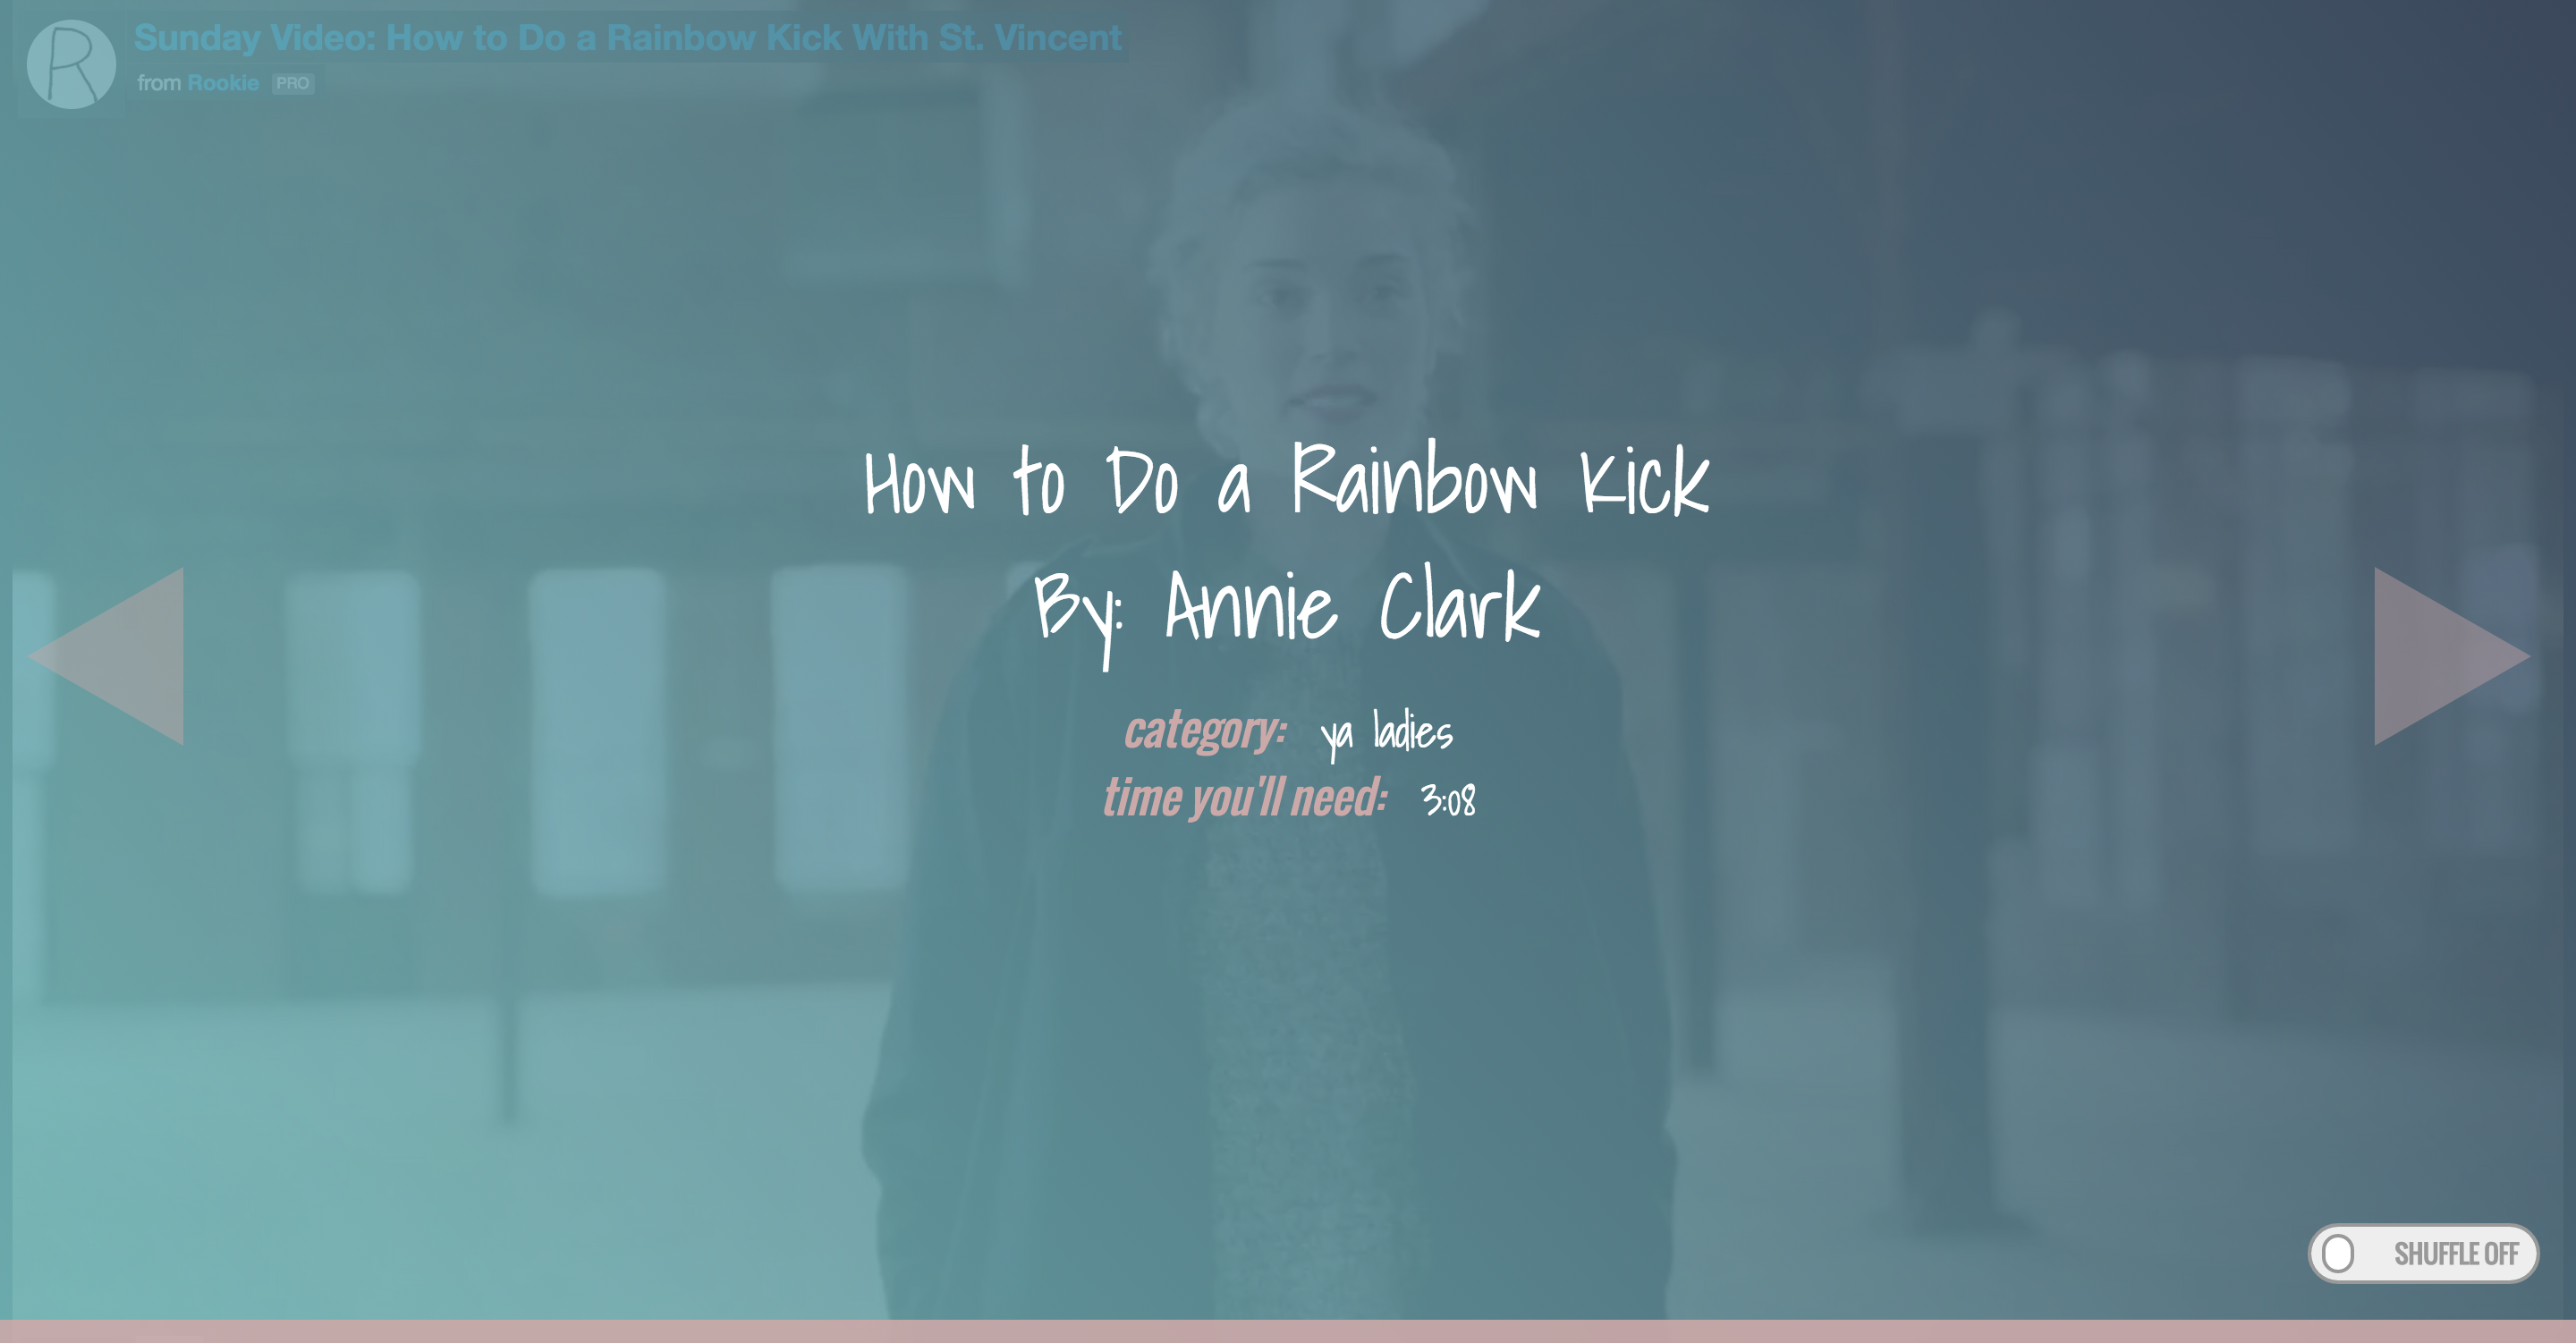 R
Sunday Video: How to Do a Rainbow Kick With St. Vincent
from Rookie PRO
How to Do a Rainbow Kick
By: Annie Clark
category: ya ladies
time you'll need: 3:08
SHUFFLE OFF